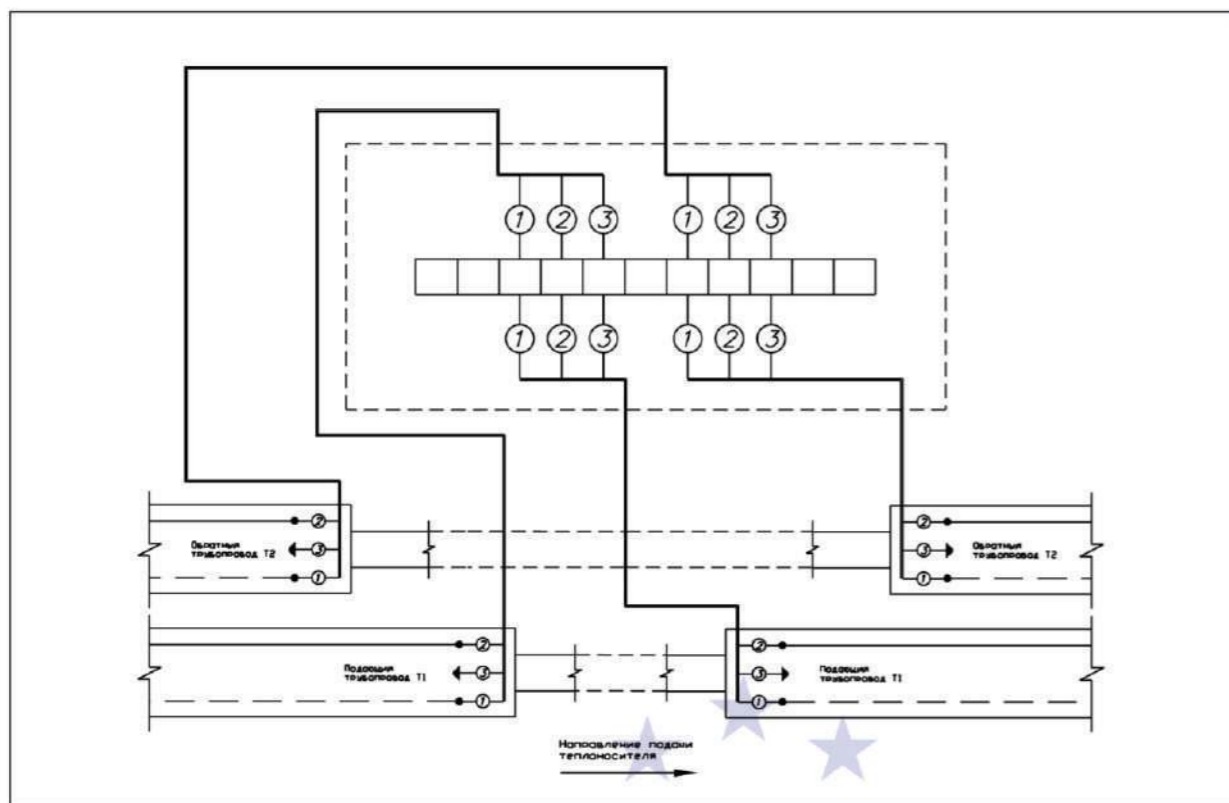 1 2 3 1 2 3
1 2 3 1 2 3
2 2
Обратный
трубопровод Т2
3 3
Обратный
трубопровод Т2
1 1
2 2
Подающий
трубопровод Т1
3 3
Подающий
трубопровод Т1
1 1
Направление подачи
теплоносителя